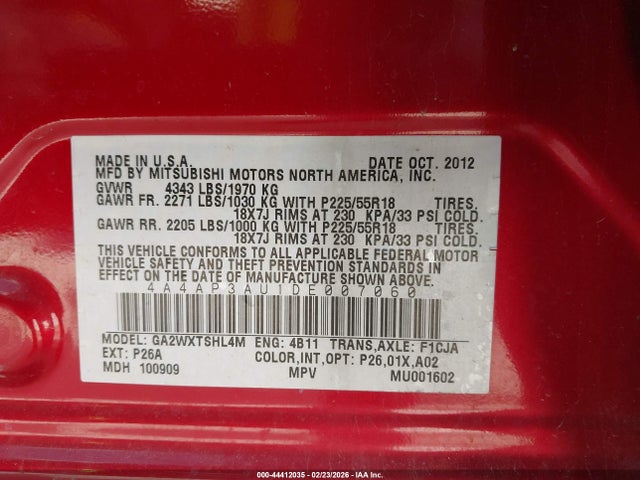 MADE IN U.S.A. DATE OCT. 2012
MFD BY MITSUBISHI MOTORS NORTH AMERICA, INC.
GVWR 4343 LBS/1970 KG
GAWR FR. 2271 LBS/1030 KG WITH P225/55R18 TIRES.
18X7J RIMS AT 230 KPA/33 PSI COLD.
GAWR RR. 2205 LBS/1000 KG WITH P225/55R18 TIRES.
18X7J RIMS AT 230 KPA/33 PSI COLD.
THIS VEHICLE CONFORMS TO ALL APPLICABLE FEDERAL MOTOR
VEHICLE SAFETY AND THEFT PREVENTION STANDARDS IN
EFFECT ON THE DATE OF MANUFACTURE SHOWN ABOVE.
4A4AP3AU1DE007060
MODEL: GA2WXTSHL4M ENG: 4B11 TRANS,AXLE: F1CJA
EXT: P26A COLOR,INT,OPT: P26,01X,A02
MDH 100909 MPV MU001602
000-44412035 - 02/23/2026 - IAA Inc.